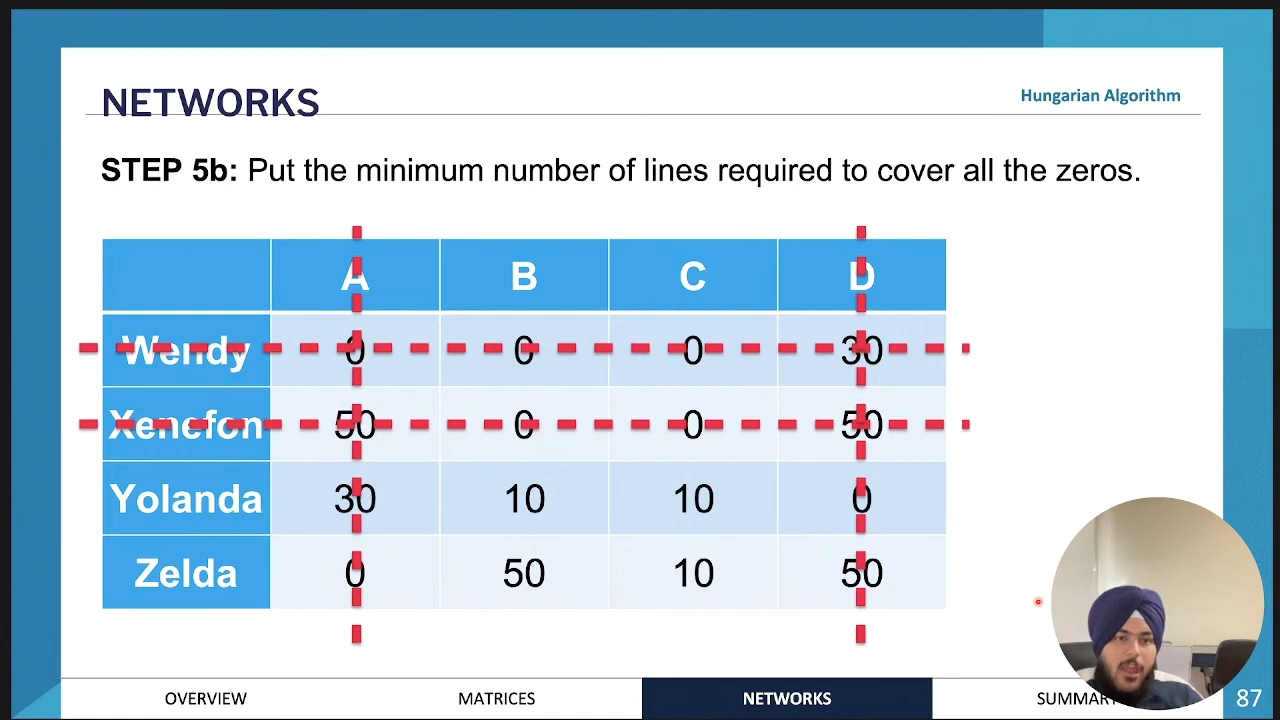 NETWORKS
Hungarian Algorithm
STEP 5b: Put the minimum number of lines required to cover all the zeros.
A B C D
Wendy 0 0 0 30
Xenefon 50 0 0 50
Yolanda 30 10 10 0
Zelda 0 50 10 50
OVERVIEW MATRICES NETWORKS 87